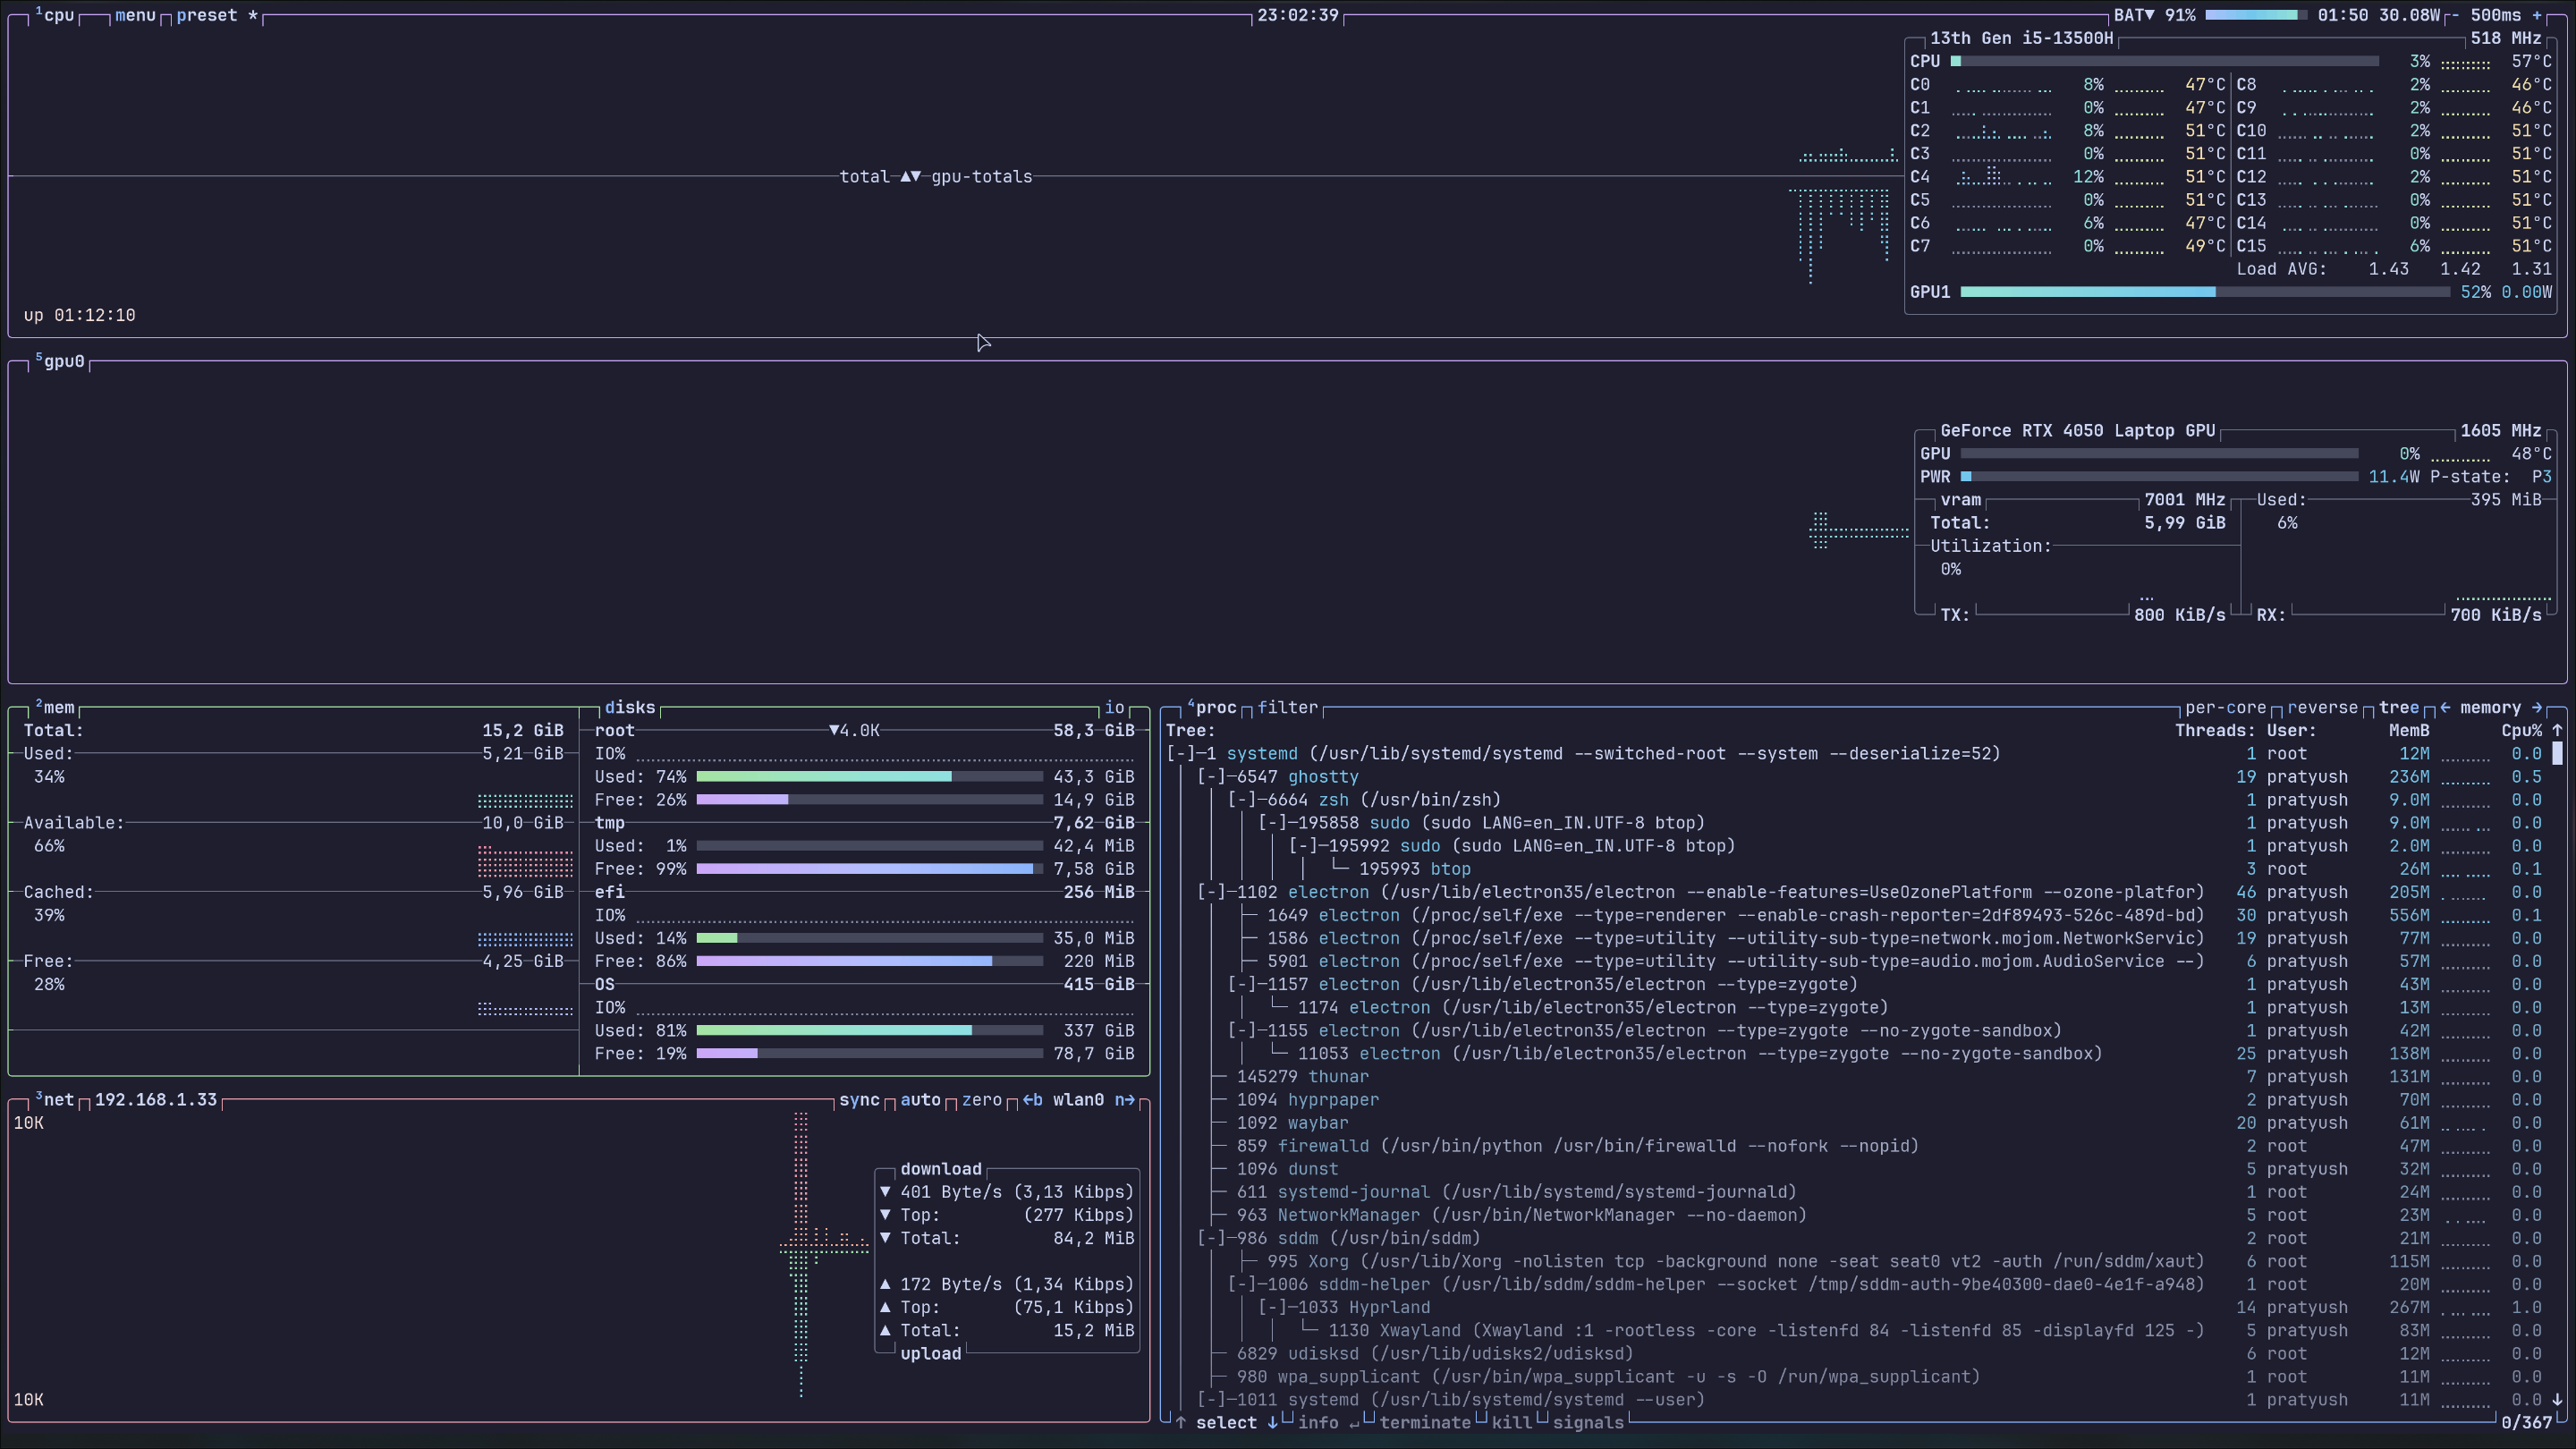 ¹cpu menu preset * 23:02:39 BAT▼ 91% 01:50 30.08W - 500ms +
13th Gen i5-13500H 518 MHz
CPU 3% 57°C
C0 8% 47°C C8 2% 46°C
C1 0% 47°C C9 2% 46°C
C2 8% 51°C C10 2% 51°C
C3 0% 51°C C11 0% 51°C
total ▲▼ gpu-totals C4 12% 51°C C12 2% 51°C
C5 0% 51°C C13 0% 51°C
C6 6% 47°C C14 0% 51°C
C7 0% 49°C C15 6% 51°C
Load AVG: 1.43 1.42 1.31
GPU1 52% 0.00W
up 01:12:10
⁵gpu0
GeForce RTX 4050 Laptop GPU 1605 MHz
GPU 0% 48°C
PWR 11.4W P-state: P3
vram 7001 MHz Used: 395 MiB
Total: 5,99 GiB 6%
Utilization:
0%
TX: 800 KiB/s RX: 700 KiB/s
²mem
Total: 15,2 GiB
Used: 5,21 GiB
34%
Available: 10,0 GiB
66%
Cached: 5,96 GiB
39%
Free: 4,25 GiB
28%
disks io
root ▼4.0K 58,3 GiB
IO%
Used: 74% 43,3 GiB
Free: 26% 14,9 GiB
tmp 7,62 GiB
Used: 1% 42,4 MiB
Free: 99% 7,58 GiB
efi 256 MiB
IO%
Used: 14% 35,0 MiB
Free: 86% 220 MiB
OS 415 GiB
IO%
Used: 81% 337 GiB
Free: 19% 78,7 GiB
³net 192.168.1.33 sync auto zero ←b wlan0 n→
10K
download
▼ 401 Byte/s (3,13 Kibps)
▼ Top: (277 Kibps)
▼ Total: 84,2 MiB
▲ 172 Byte/s (1,34 Kibps)
▲ Top: (75,1 Kibps)
▲ Total: 15,2 MiB
upload
10K
⁴proc filter per-core reverse tree ← memory →
Tree: Threads: User: MemB Cpu% ↑
[-]─1 systemd (/usr/lib/systemd/systemd --switched-root --system --deserialize=52) 1 root 12M 0.0
[-]─6547 ghostty 19 pratyush 236M 0.5
[-]─6664 zsh (/usr/bin/zsh) 1 pratyush 9.0M 0.0
[-]─195858 sudo (sudo LANG=en_IN.UTF-8 btop) 1 pratyush 9.0M 0.0
[-]─195992 sudo (sudo LANG=en_IN.UTF-8 btop) 1 pratyush 2.0M 0.0
└─ 195993 btop 3 root 26M 0.1
[-]─1102 electron (/usr/lib/electron35/electron --enable-features=UseOzonePlatform --ozone-platfor) 46 pratyush 205M 0.0
├─ 1649 electron (/proc/self/exe --type=renderer --enable-crash-reporter=2df89493-526c-489d-bd) 30 pratyush 556M 0.1
├─ 1586 electron (/proc/self/exe --type=utility --utility-sub-type=network.mojom.NetworkServic) 19 pratyush 77M 0.0
├─ 5901 electron (/proc/self/exe --type=utility --utility-sub-type=audio.mojom.AudioService --) 6 pratyush 57M 0.0
[-]─1157 electron (/usr/lib/electron35/electron --type=zygote) 1 pratyush 43M 0.0
└─ 1174 electron (/usr/lib/electron35/electron --type=zygote) 1 pratyush 13M 0.0
[-]─1155 electron (/usr/lib/electron35/electron --type=zygote --no-zygote-sandbox) 1 pratyush 42M 0.0
└─ 11053 electron (/usr/lib/electron35/electron --type=zygote --no-zygote-sandbox) 25 pratyush 138M 0.0
├─ 145279 thunar 7 pratyush 131M 0.0
├─ 1094 hyprpaper 2 pratyush 70M 0.0
├─ 1092 waybar 20 pratyush 61M 0.0
├─ 859 firewalld (/usr/bin/python /usr/bin/firewalld --nofork --nopid) 2 root 47M 0.0
├─ 1096 dunst 5 pratyush 32M 0.0
├─ 611 systemd-journal (/usr/lib/systemd/systemd-journald) 1 root 24M 0.0
├─ 963 NetworkManager (/usr/bin/NetworkManager --no-daemon) 5 root 23M 0.0
[-]─986 sddm (/usr/bin/sddm) 2 root 21M 0.0
├─ 995 Xorg (/usr/lib/Xorg -nolisten tcp -background none -seat seat0 vt2 -auth /run/sddm/xaut) 6 root 115M 0.0
[-]─1006 sddm-helper (/usr/lib/sddm/sddm-helper --socket /tmp/sddm-auth-9be40300-dae0-4e1f-a948) 1 root 20M 0.0
[-]─1033 Hyprland 14 pratyush 267M 1.0
└─ 1130 Xwayland (Xwayland :1 -rootless -core -listenfd 84 -listenfd 85 -displayfd 125 -) 5 pratyush 83M 0.0
├─ 6829 udisksd (/usr/lib/udisks2/udisksd) 6 root 12M 0.0
├─ 980 wpa_supplicant (/usr/bin/wpa_supplicant -u -s -O /run/wpa_supplicant) 1 root 11M 0.0
[-]─1011 systemd (/usr/lib/systemd/systemd --user) 1 pratyush 11M 0.0 ↓
↑ select ↓ info ↵ terminate kill signals 0/367